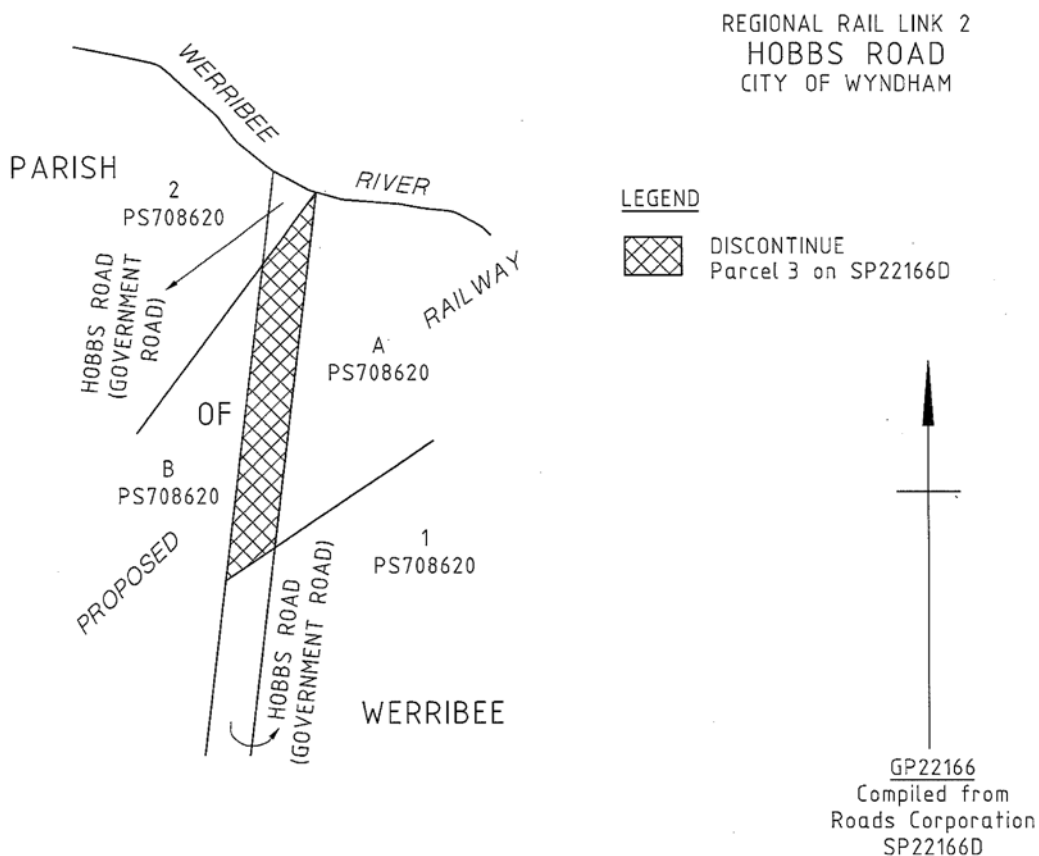 REGIONAL RAIL LINK 2
HOBBS ROAD
CITY OF WYNDHAM
WERRIBEE
RIVER
PARISH
2
PS708620
LEGEND
DISCONTINUE
Parcel 3 on SP22166D
HOBBS ROAD
(GOVERNMENT
ROAD)
RAILWAY
A
PS708620
OF
B
PS708620
PROPOSED
1
PS708620
HOBBS ROAD
(GOVERNMENT ROAD)
WERRIBEE
GP22166
Compiled from
Roads Corporation
SP22166D